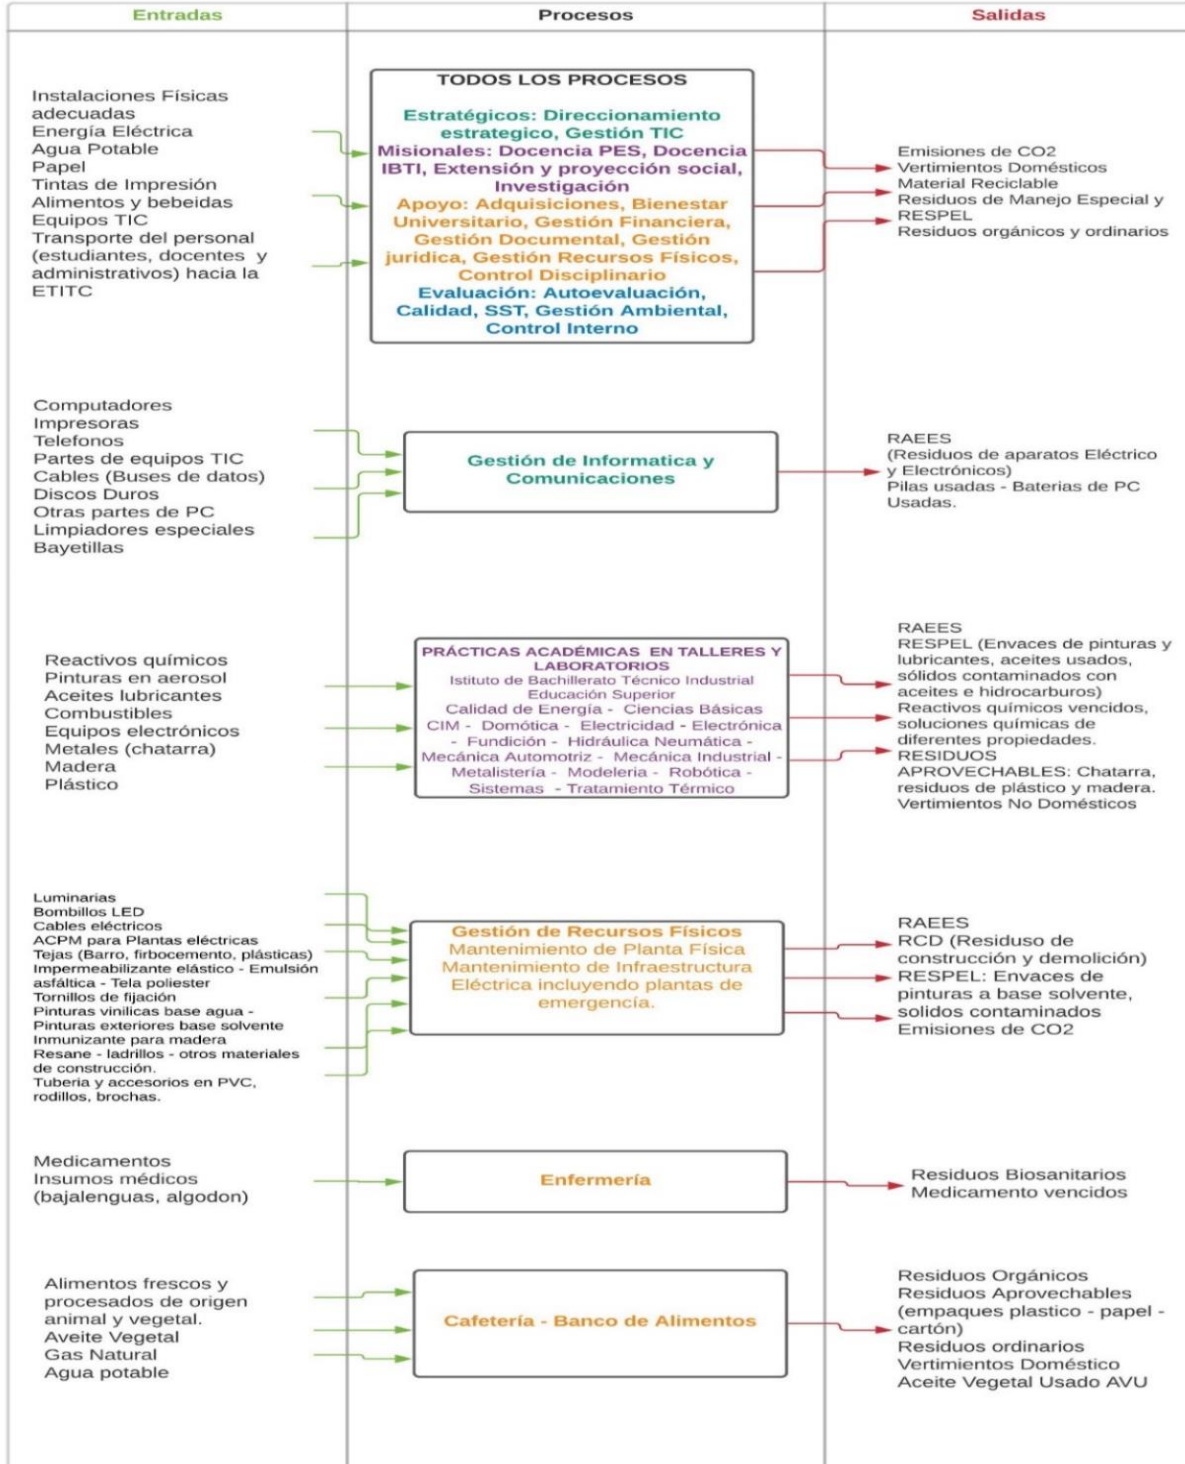 Entradas
Procesos
Salidas
Instalaciones Físicas
adecuadas
Energía Eléctrica
Agua Potable
Papel
Tintas de Impresión
Alimentos y bebidas
Equipos TIC
Transporte del personal
(estudiantes, docentes y
administrativos) hacia la
ETITC
TODOS LOS PROCESOS
Estratégicos: Direccionamiento
estrategico, Gestión TIC
Misionales: Docencia PES, Docencia
IBTI, Extensión y proyección social,
Investigación
Apoyo: Adquisiciones, Bienestar
Universitario, Gestión Financiera,
Gestión Documental, Gestión
juridica, Gestión Recursos Físicos,
Control Disciplinario
Evaluación: Autoevaluación,
Calidad, SST, Gestión Ambiental,
Control Interno
Emisiones de CO2
Vertimientos Domésticos
Material Reciclable
Residuos de Manejo Especial y
RESPEL
Residuos orgánicos y ordinarios
Computadores
Impresoras
Telefonos
Partes de equipos TIC
Cables (Buses de datos)
Discos Duros
Otras partes de PC
Limpiadores especiales
Bayetillas
Gestión de Informatica y
Comunicaciones
RAEES
(Residuos de aparatos Eléctrico
y Electrónicos)
Pilas usadas - Baterias de PC
Usadas.
Reactivos químicos
Pinturas en aerosol
Aceites lubricantes
Combustibles
Equipos electrónicos
Metales (chatarra)
Madera
Plástico
PRÁCTICAS ACADÉMICAS EN TALLERES Y
LABORATORIOS
Istituto de Bachillerato Técnico Industrial
Educación Superior
Calidad de Energía - Ciencias Básicas
CIM - Domótica - Electricidad - Electrónica
- Fundición - Hidráulica Neumática -
Mecánica Automotriz - Mecánica Industrial -
Metalistería - Modeleria - Robótica -
Sistemas - Tratamiento Térmico
RAEES
RESPEL (Envaces de pinturas y
lubricantes, aceites usados,
sólidos contaminados con
aceites e hidrocarburos)
Reactivos químicos vencidos,
soluciones químicas de
diferentes propiedades.
RESIDUOS
APROVECHABLES: Chatarra,
residuos de plástico y madera.
Vertimientos No Domésticos
Luminarias
Bombillos LED
Cables eléctricos
ACPM para Plantas eléctricas
Tejas (Barro, firbocemento, plásticas)
Impermeabilizante elástico - Emulsión
asfáltica - Tela poliester
Tornillos de fijación
Pinturas vinilicas base agua -
Pinturas exteriores base solvente
Inmunizante para madera
Resane - ladrillos - otros materiales
de construcción.
Tuberia y accesorios en PVC,
rodillos, brochas.
Gestión de Recursos Físicos
Mantenimiento de Planta Física
Mantenimiento de Infraestructura
Eléctrica incluyendo plantas de
emergencía.
RAEES
RCD (Residuso de
construcción y demolición)
RESPEL: Envaces de
pinturas a base solvente,
solidos contaminados
Emisiones de CO2
Medicamentos
Insumos médicos
(bajalenguas, algodon)
Enfermería
Residuos Biosanitarios
Medicamento vencidos
Alimentos frescos y
procesados de origen
animal y vegetal.
Aveite Vegetal
Gas Natural
Agua potable
Cafetería - Banco de Alimentos
Residuos Orgánicos
Residuos Aprovechables
(empaques plastico - papel -
cartón)
Residuos ordinarios
Vertimientos Doméstico
Aceite Vegetal Usado AVU